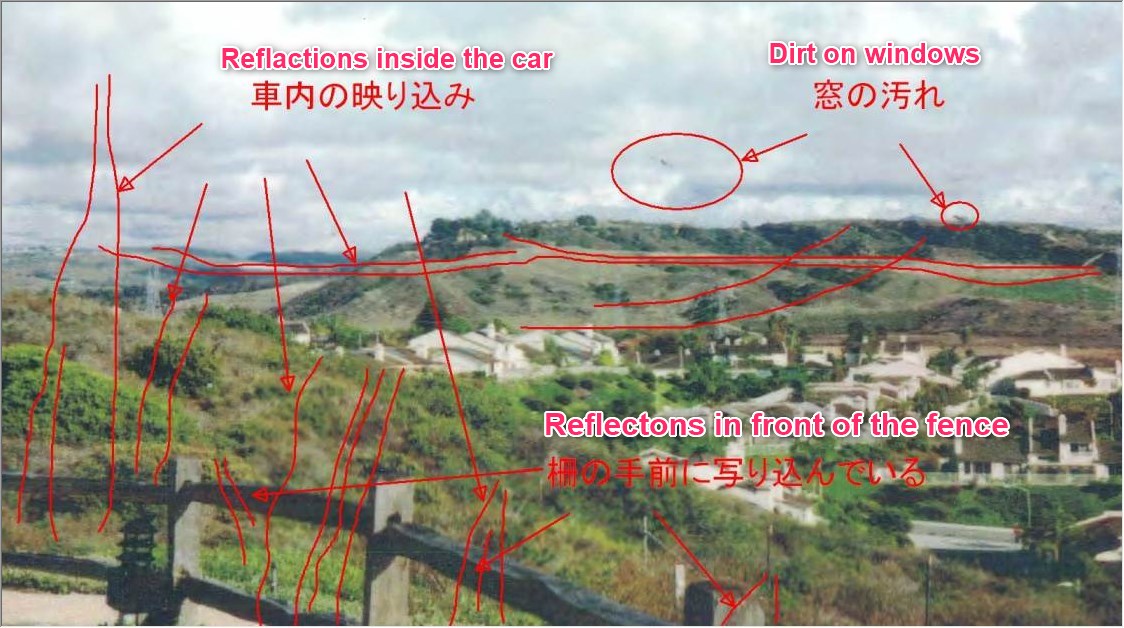 Reflactions inside the car
車内の映り込み
Dirt on windows
窓の汚れ
Reflectons in front of the fence
柵の手前に写り込んでいる